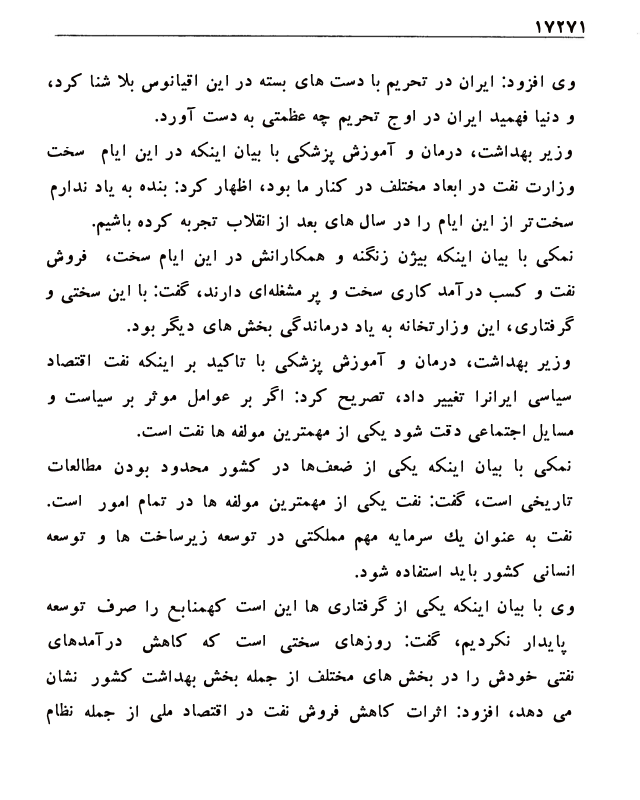 ۱۷۲۷۱
وی افزود: ایران در تحریم با دست های بسته در این اقیانوس بلا شنا کرد،
و دنیا فهمید ایران در اوج تحریم چه عظمتی به دست آورد.
وزیر بهداشت، درمان و آموزش پزشکی با بیان اینکه در این ایام سخت
وزارت نفت در ابعاد مختلف در کنار ما بود، اظهار کرد: بنده به یاد ندارم
سخت‌تر از این ایام را در سال های بعد از انقلاب تجربه کرده باشیم.
نمکی با بیان اینکه بیژن زنگنه و همکارانش در این ایام سخت، فروش
نفت و کسب درآمد کاری سخت و پر مشغله‌ای دارند، گفت: با این سختی و
گرفتاری، این وزارتخانه به یاد درماندگی بخش های دیگر بود.
وزیر بهداشت، درمان و آموزش پزشکی با تاکید بر اینکه نفت اقتصاد
سیاسی ایرانرا تغییر داد، تصریح کرد: اگر بر عوامل موثر بر سیاست و
مسایل اجتماعی دقت شود یکی از مهمترین مولفه ها نفت است.
نمکی با بیان اینکه یکی از ضعف‌ها در کشور محدود بودن مطالعات
تاریخی است، گفت: نفت یکی از مهمترین مولفه ها در تمام امور است.
نفت به عنوان یك سرمایه مهم مملکتی در توسعه زیرساخت ها و توسعه
انسانی کشور باید استفاده شود.
وی با بیان اینکه یکی از گرفتاری ها این است کهمنابع را صرف توسعه
پایدار نکردیم، گفت: روزهای سختی است که کاهش درآمدهای
نفتی خودش را در بخش های مختلف از جمله بخش بهداشت کشور نشان
می دهد، افزود: اثرات کاهش فروش نفت در اقتصاد ملی از جمله نظام